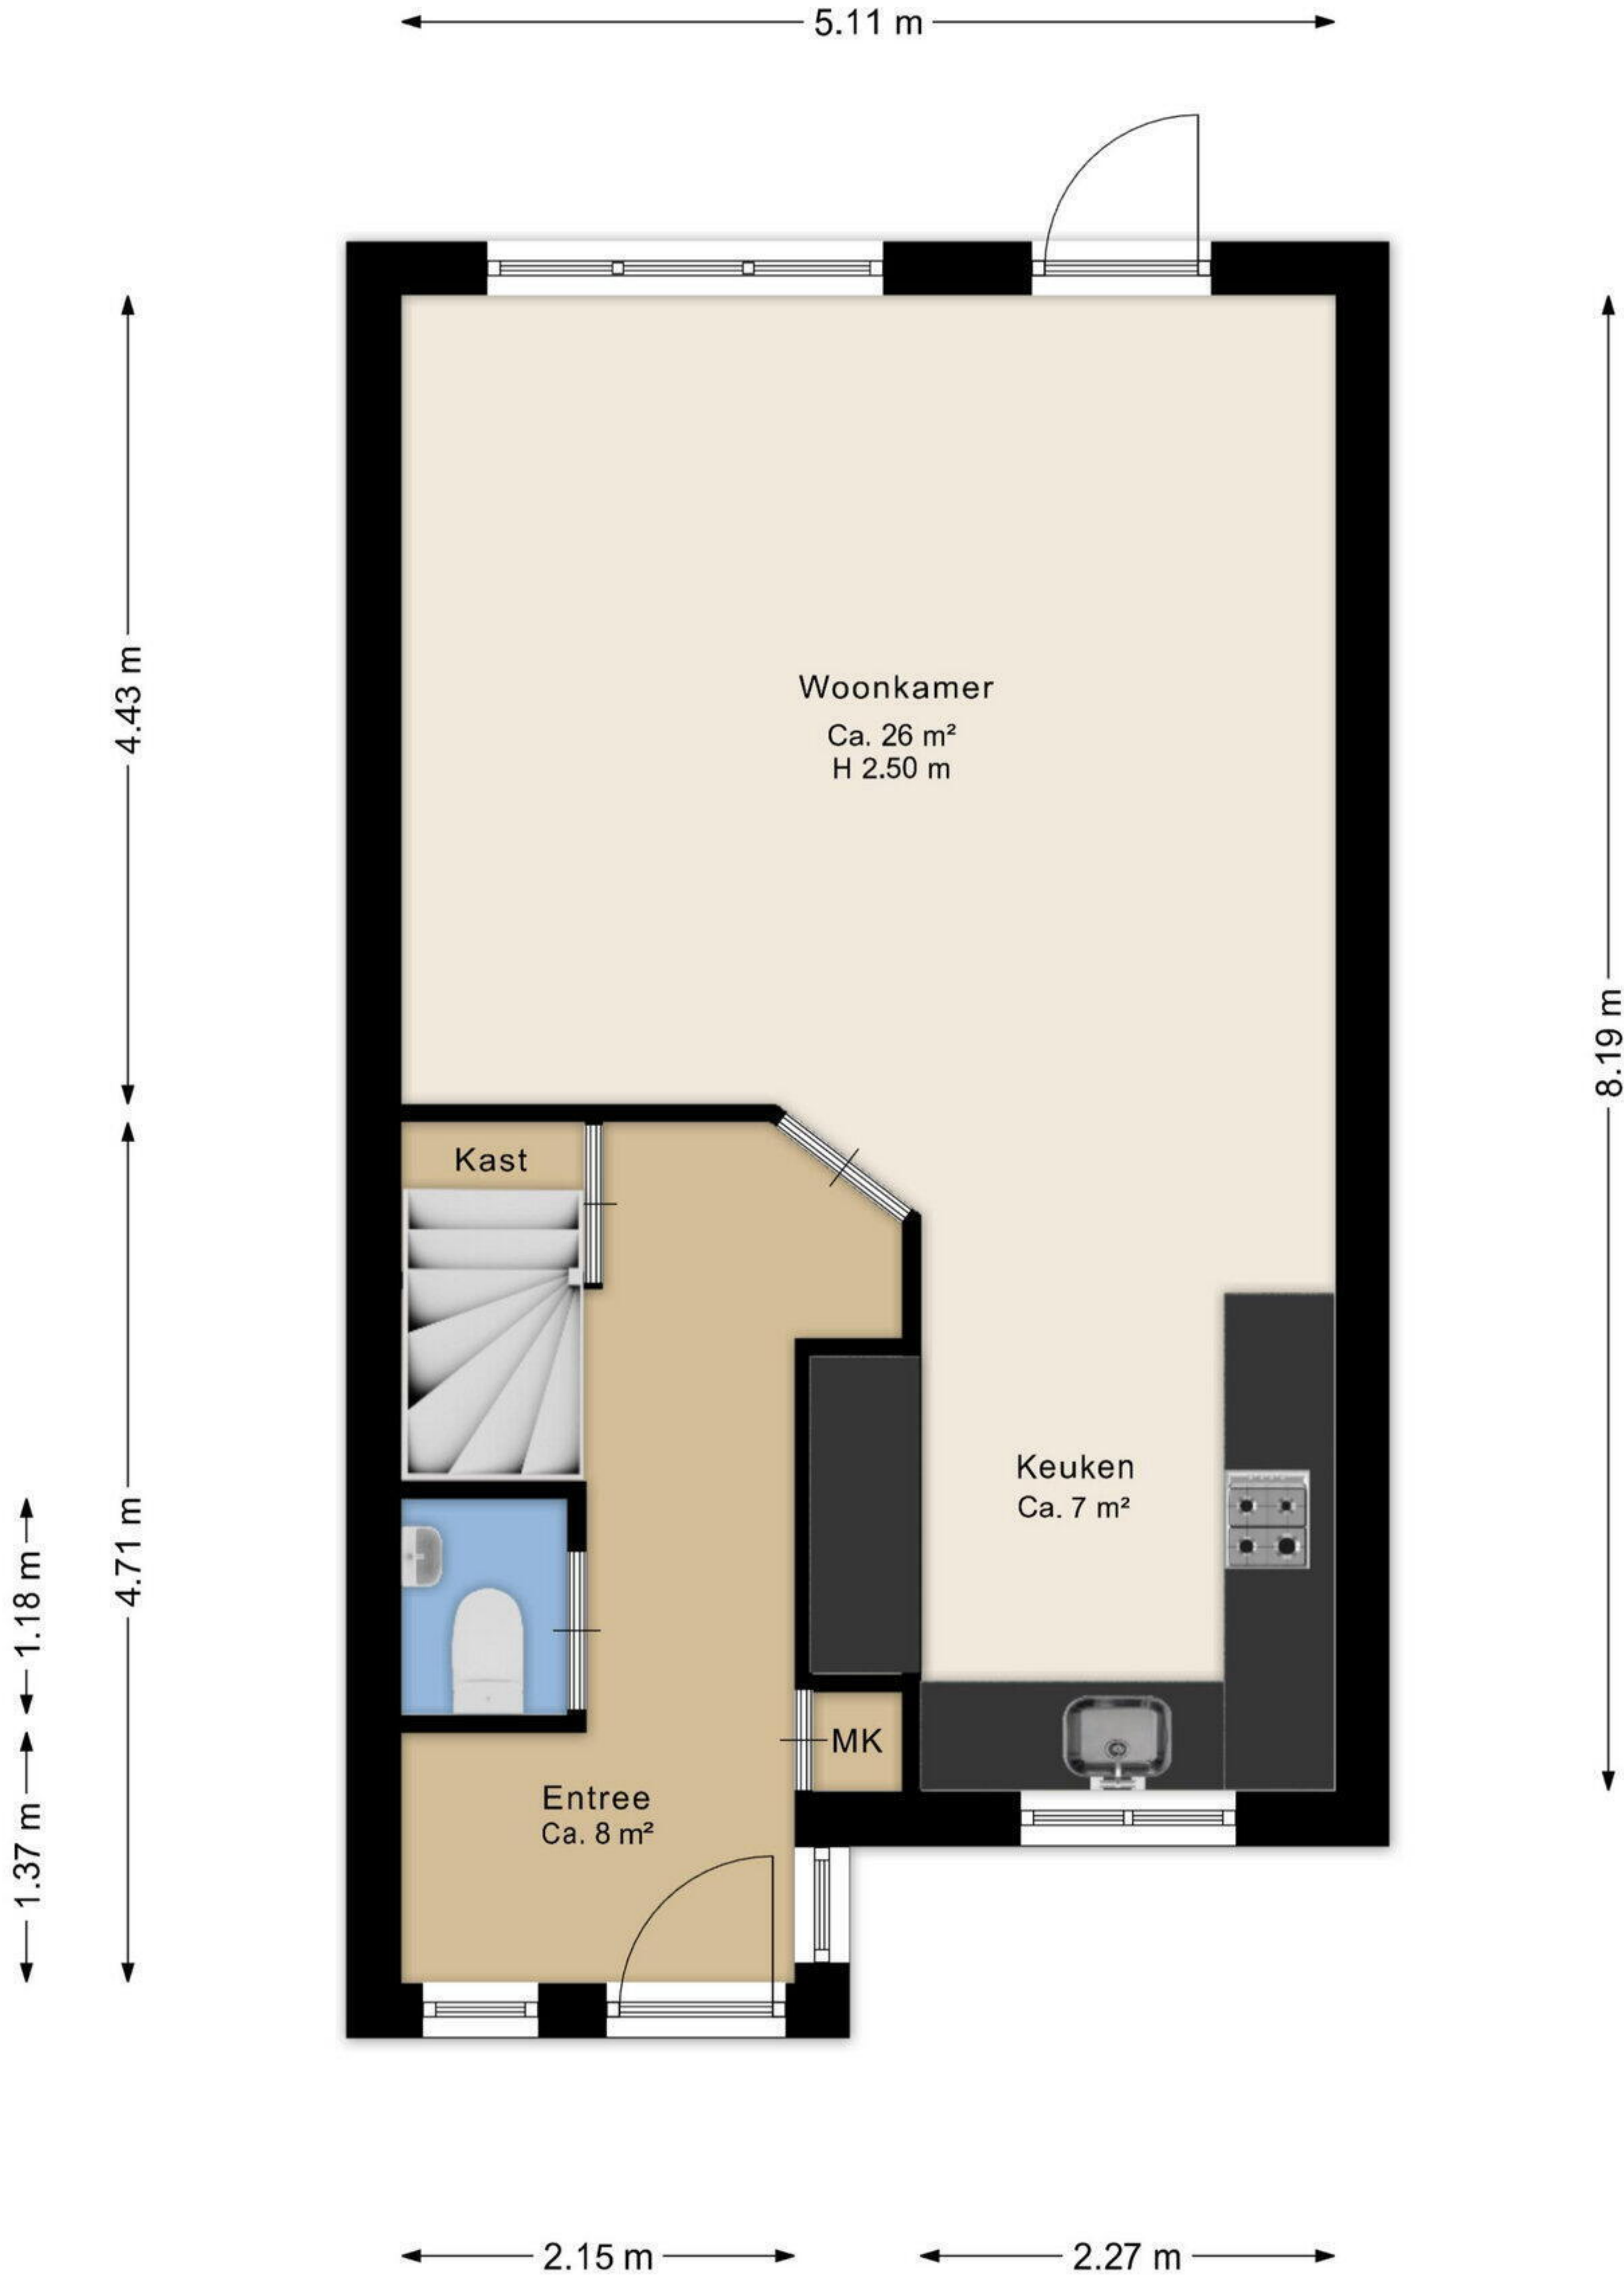 5.11 m
4.43 m
Woonkamer
Ca. 26 m²
H 2.50 m
8.19 m
Kast
Keuken
Ca. 7 m²
4.71 m
1.18 m
MK
Entree
Ca. 8 m²
1.37 m
2.15 m
2.27 m